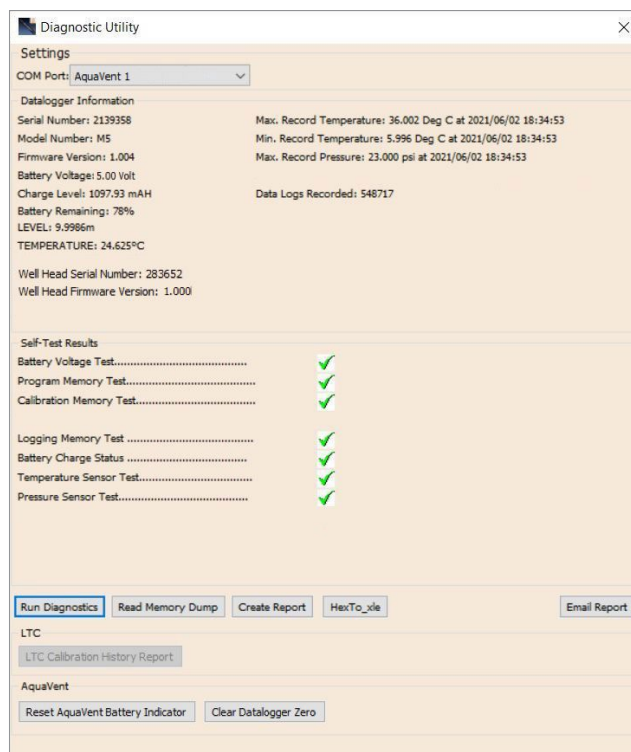 Diagnostic Utility
Settings
COM Port: AquaVent 1
Datalogger Information
Serial Number: 2139358
Max. Record Temperature: 36.002 Deg C at 2021/06/02 18:34:53
Model Number: M5
Min. Record Temperature: 5.996 Deg C at 2021/06/02 18:34:53
Firmware Version: 1.004
Max. Record Pressure: 23.000 psi at 2021/06/02 18:34:53
Battery Voltage: 5.00 Volt
Charge Level: 1097.93 mAH
Data Logs Recorded: 548717
Battery Remaining: 78%
LEVEL: 9.9986m
TEMPERATURE: 24.625°C
Well Head Serial Number: 283652
Well Head Firmware Version: 1.000
Self-Test Results
Battery Voltage Test.........................................
Program Memory Test........................................
Calibration Memory Test.....................................
Logging Memory Test .......................................
Battery Charge Status .....................................
Temperature Sensor Test...................................
Pressure Sensor Test........................................
Run Diagnostics
Read Memory Dump
Create Report
HexTo_xle
Email Report
LTC
LTC Calibration History Report
AquaVent
Reset AquaVent Battery Indicator
Clear Datalogger Zero